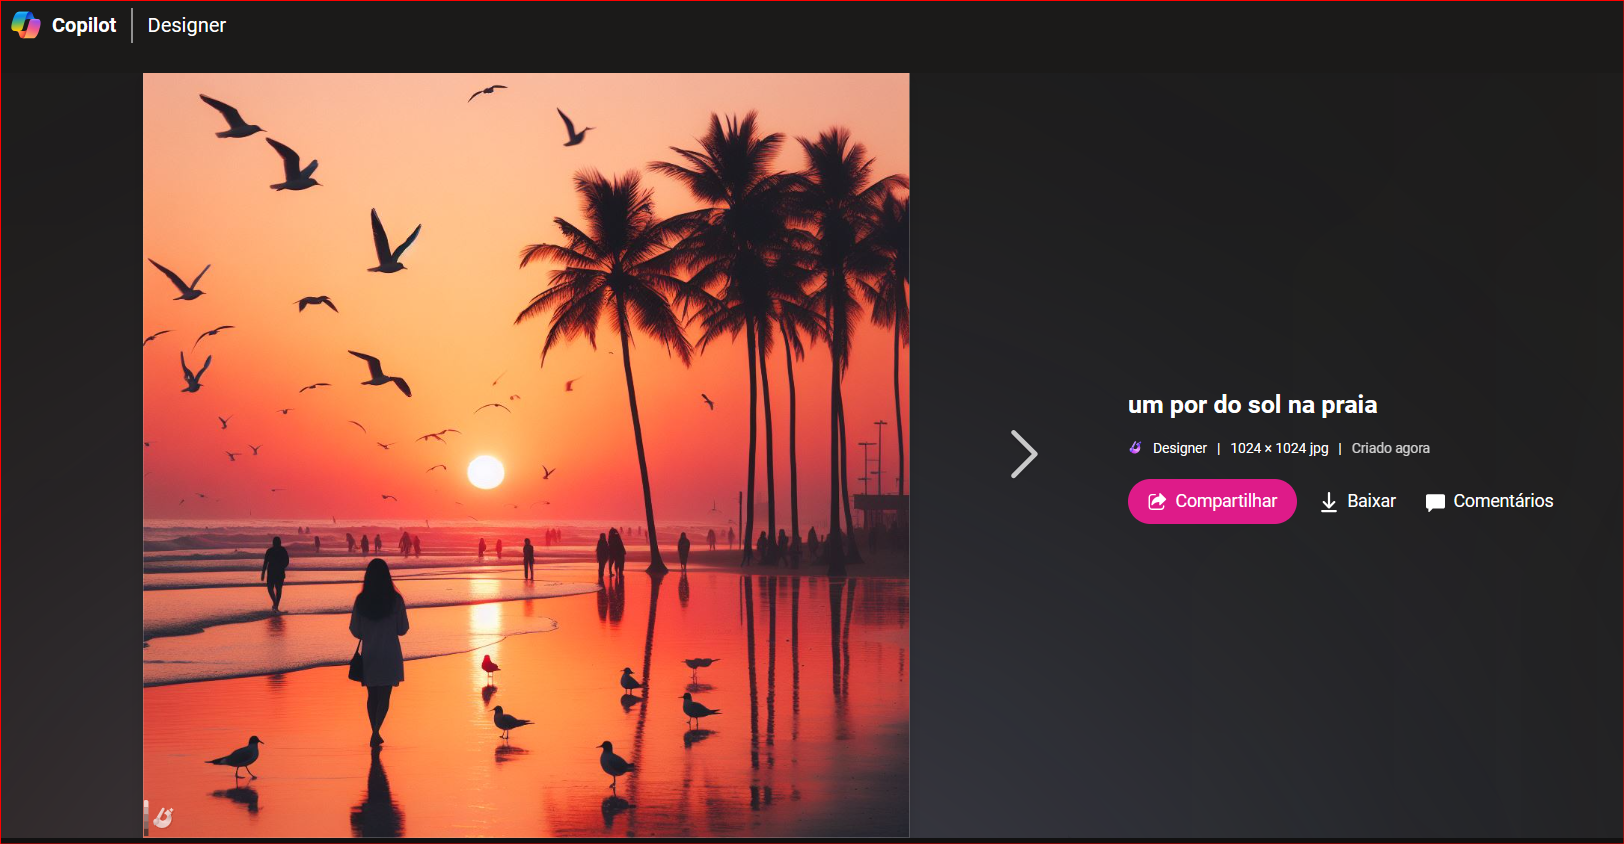 Copilot | Designer
um por do sol na praia
Designer | 1024 × 1024 jpg | Criado agora
Compartilhar Baixar Comentários